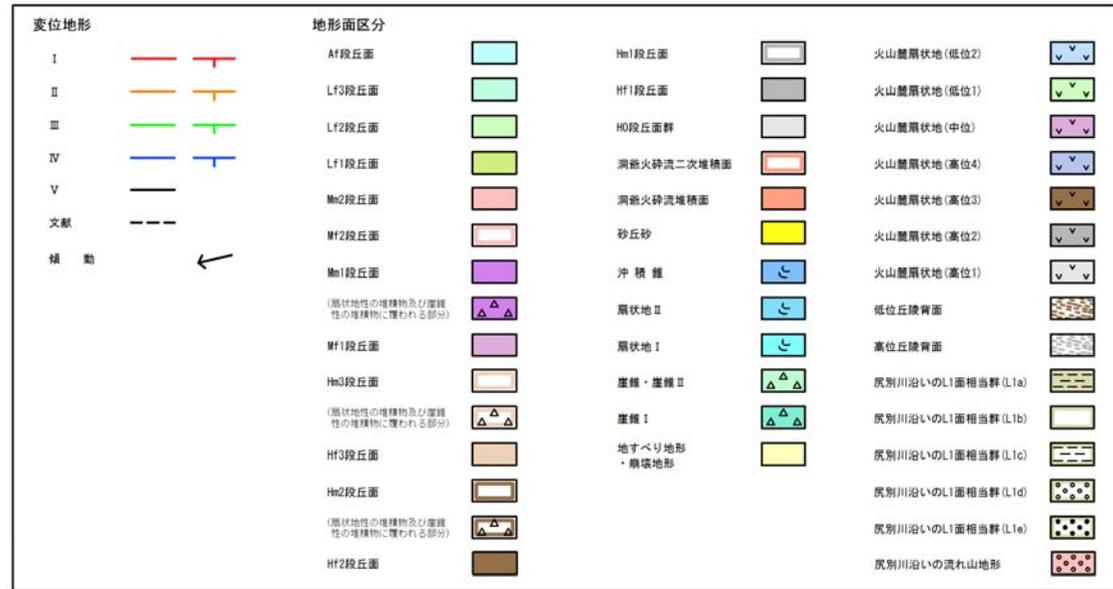 変位地形
I
II
III
IV
V
文献
傾 動
地形面区分
Af段丘面
Lf3段丘面
Lf2段丘面
Lf1段丘面
Mm2段丘面
Mf2段丘面
Mm1段丘面
(扇状地性の堆積物及び崖錐
性の堆積物に覆われる部分)
Mf1段丘面
Hm3段丘面
(扇状地性の堆積物及び崖錐
性の堆積物に覆われる部分)
Hf3段丘面
Hm2段丘面
(扇状地性の堆積物及び崖錐
性の堆積物に覆われる部分)
Hf2段丘面
Hm1段丘面
Hf1段丘面
H0段丘面群
洞爺火砕流二次堆積面
洞爺火砕流堆積面
砂丘砂
沖 積 錐
扇状地II
扇状地I
崖錐・崖錐II
崖錐I
地すべり地形
・崩壊地形
火山麓扇状地(低位2)
火山麓扇状地(低位1)
火山麓扇状地(中位)
火山麓扇状地(高位4)
火山麓扇状地(高位3)
火山麓扇状地(高位2)
火山麓扇状地(高位1)
低位丘陵背面
高位丘陵背面
尻別川沿いのL1面相当群(L1a)
尻別川沿いのL1面相当群(L1b)
尻別川沿いのL1面相当群(L1c)
尻別川沿いのL1面相当群(L1d)
尻別川沿いのL1面相当群(L1e)
尻別川沿いの流れ山地形